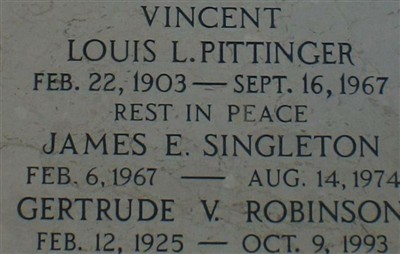 VINCENT
LOUIS L. PITTINGER
FEB. 22, 1903 — SEPT. 16, 1967
REST IN PEACE
JAMES E. SINGLETON
FEB. 6, 1967 — AUG. 14, 1974
GERTRUDE V. ROBINSON
FEB. 12, 1925 — OCT. 9, 1993